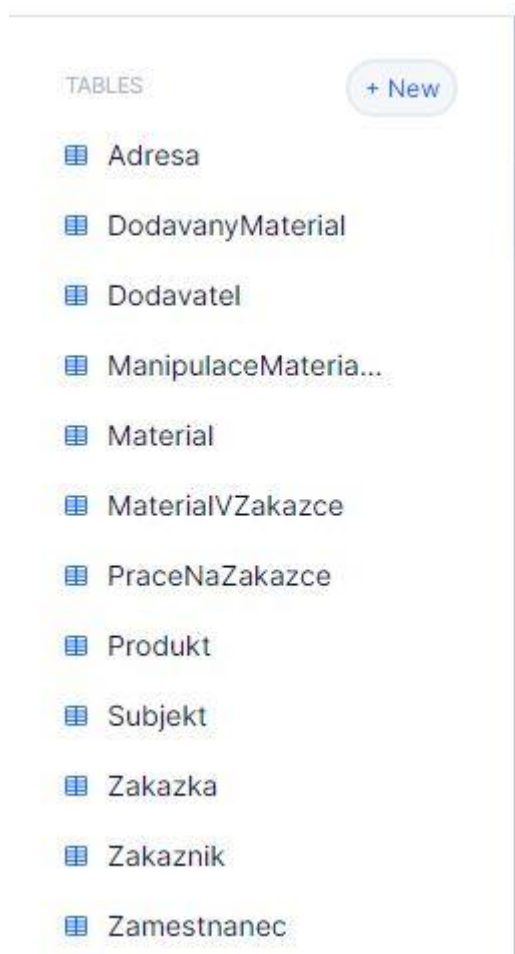 TABLES
+ New
Adresa
DodavanyMaterial
Dodavatel
ManipulaceMateria...
Material
MaterialVZakazce
PraceNaZakazce
Produkt
Subjekt
Zakazka
Zakaznik
Zamestnanec